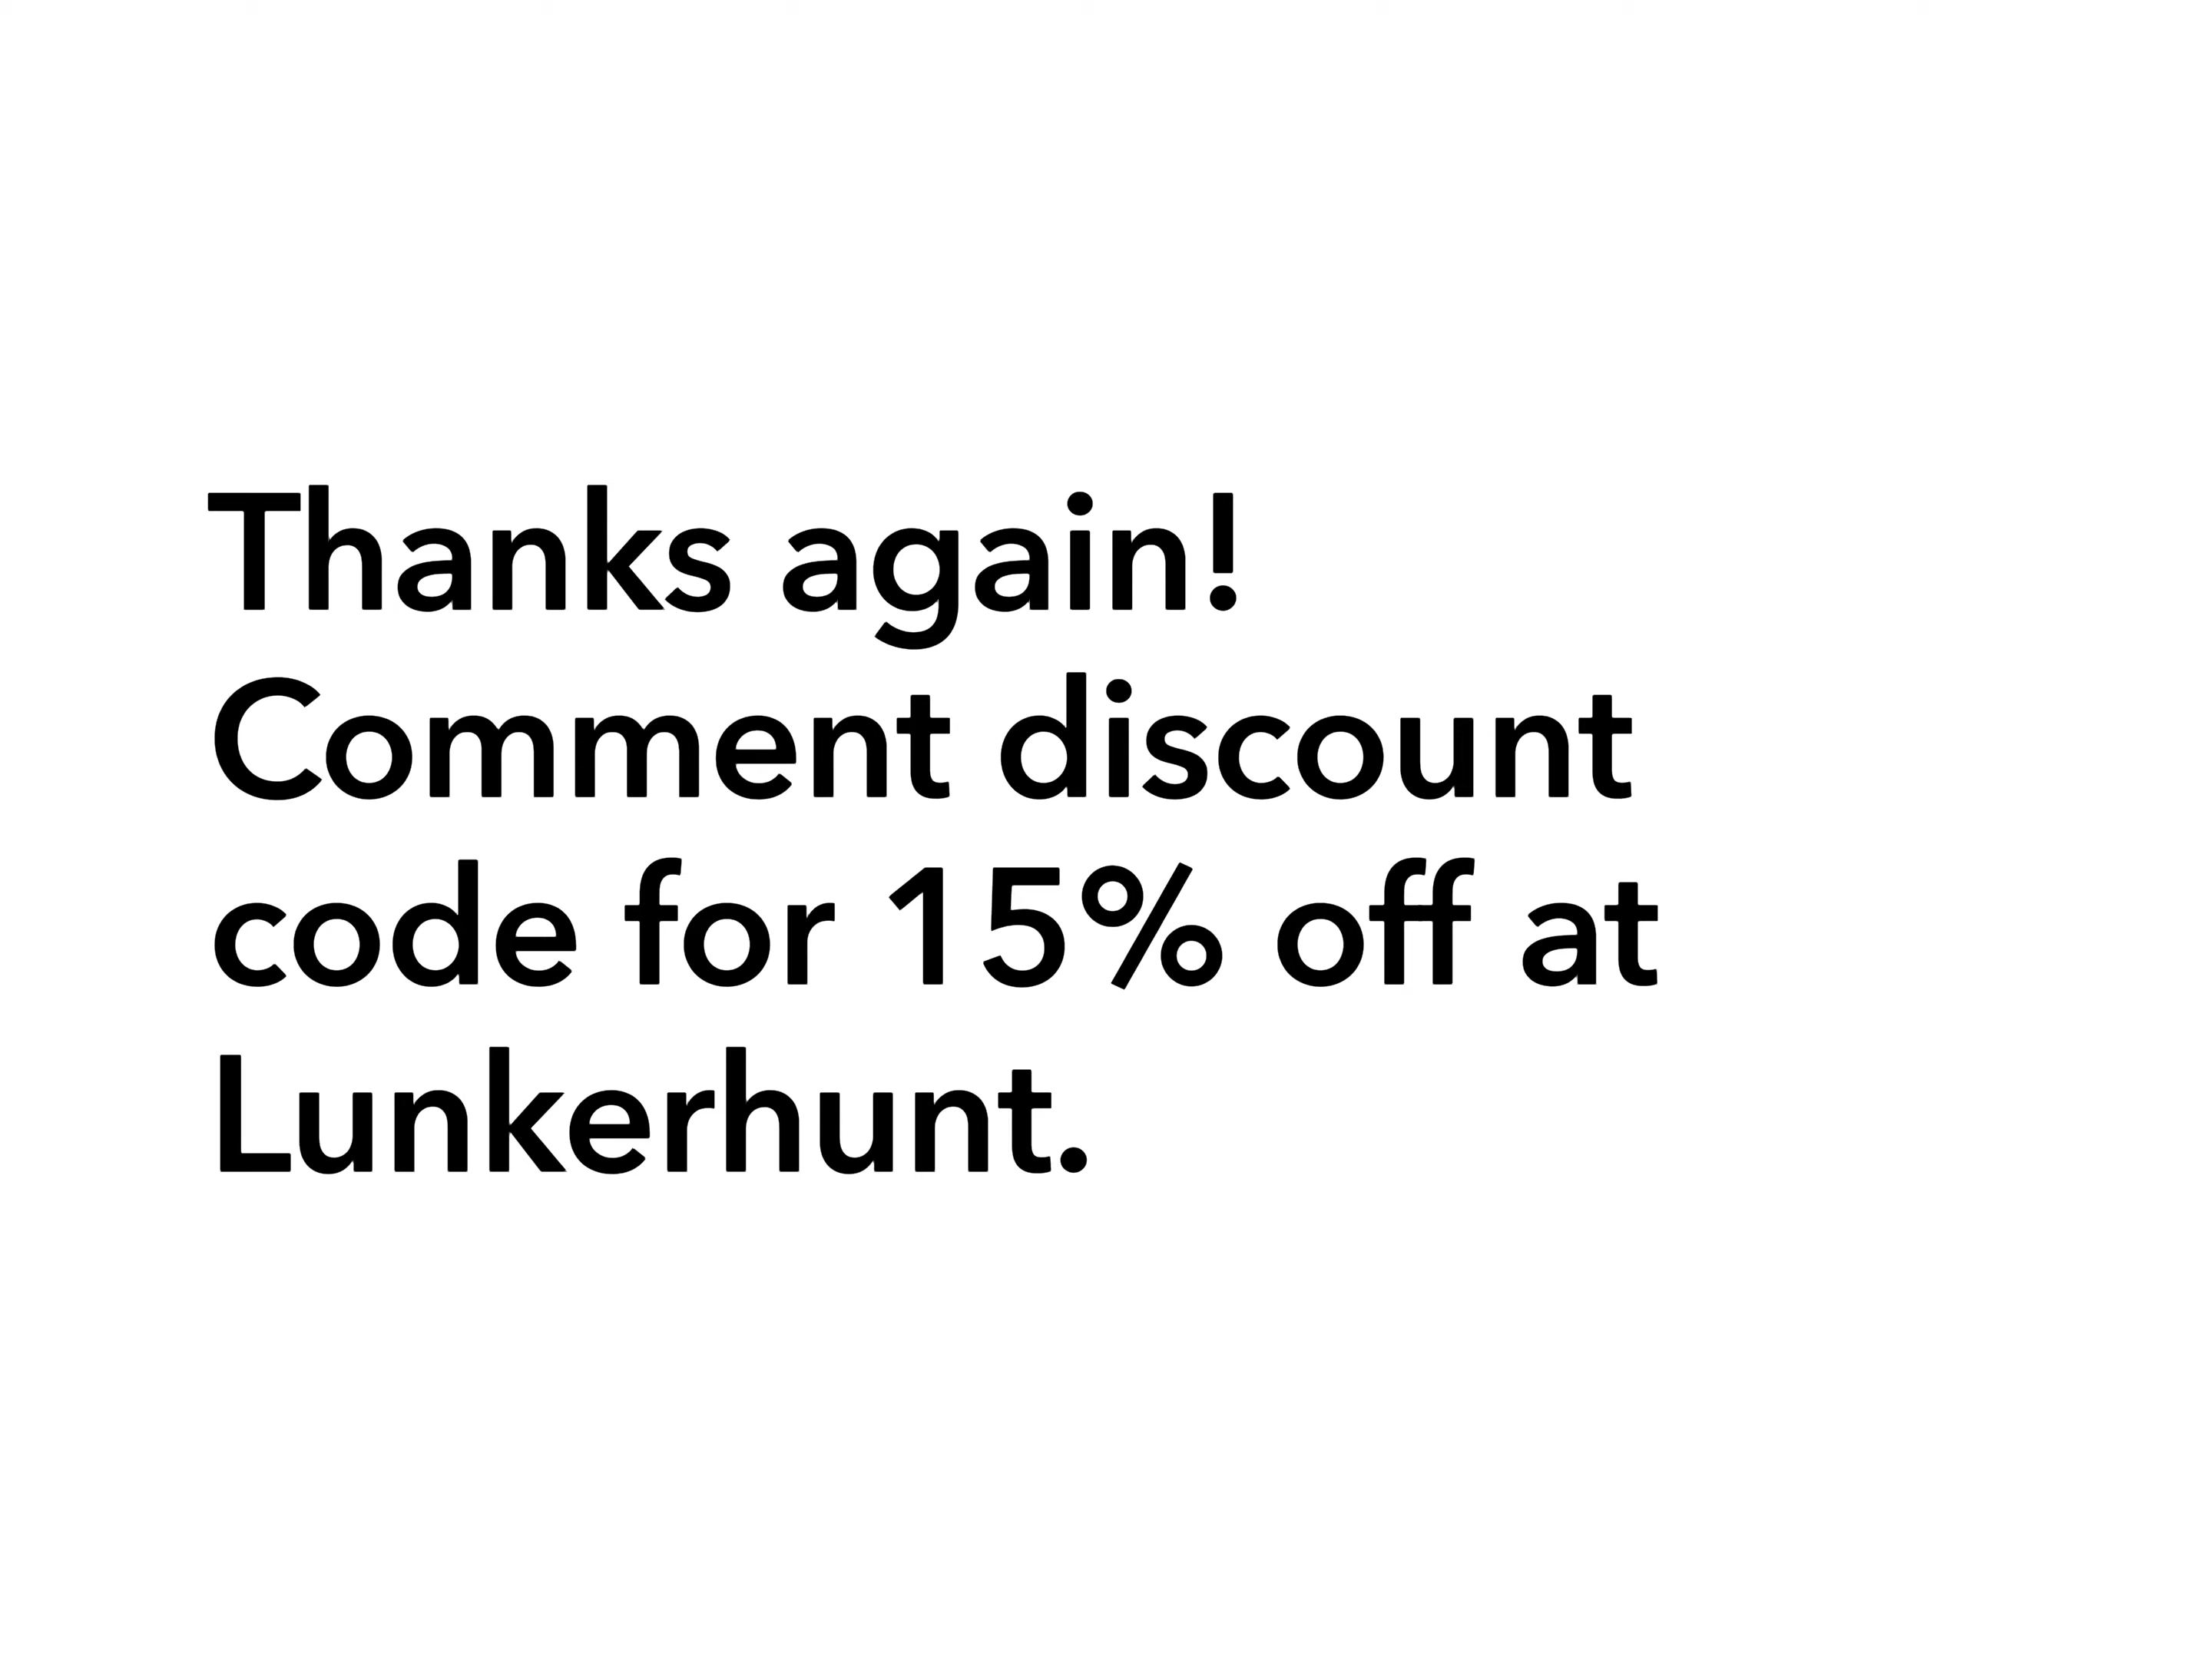 Thanks again!
Comment discount
code for 15% off at
Lunkerhunt.